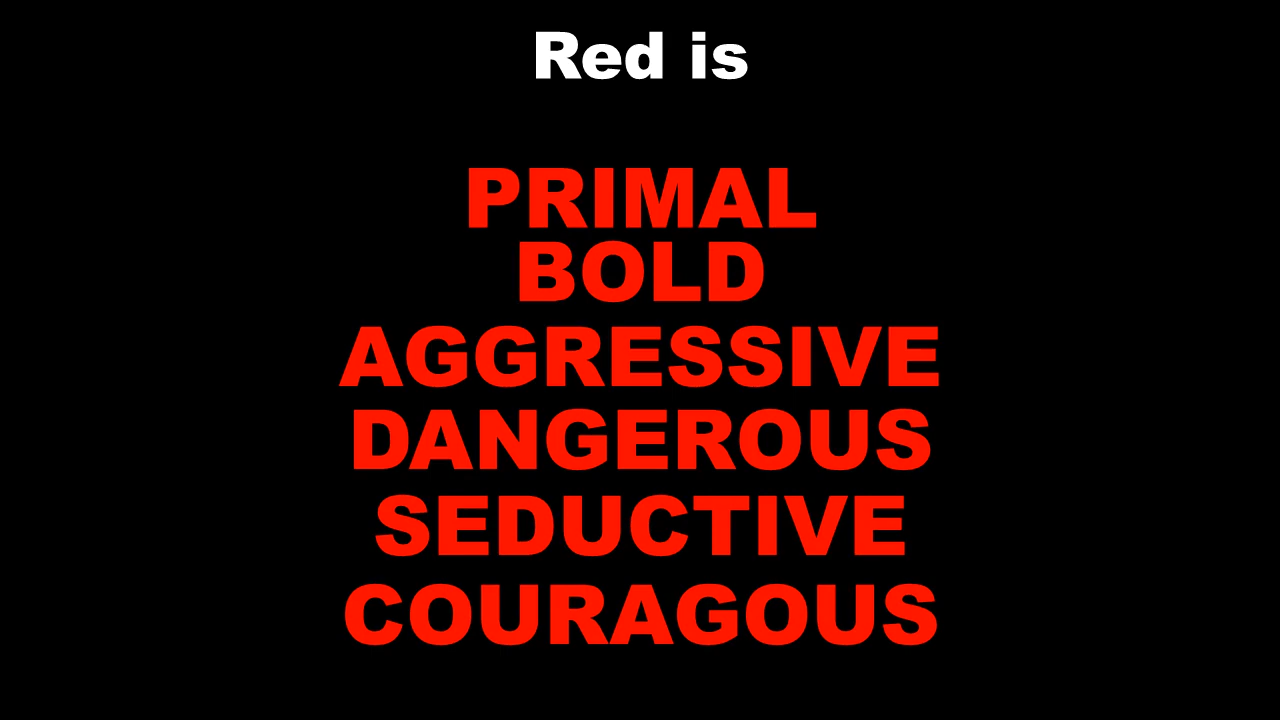 Red is
PRIMAL
BOLD
AGGRESSIVE
DANGEROUS
SEDUCTIVE
COURAGOUS